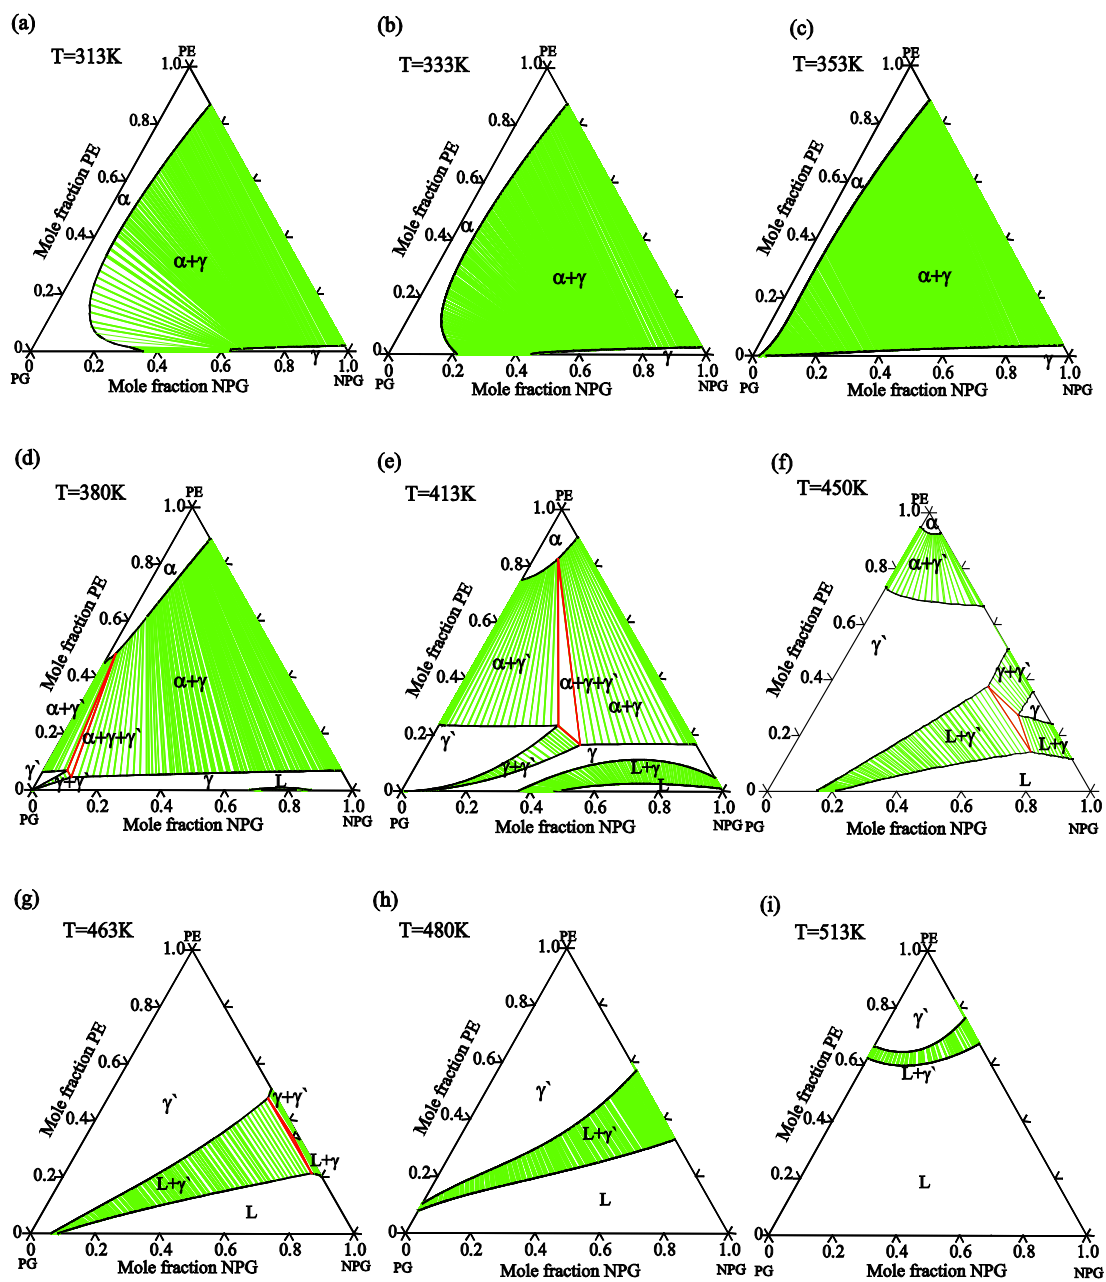 (a)
T=313K
PE
1.0
0.8
0.6
0.4
0.2
0
Mole fraction PE
α
α+γ
γ
0 0.2 0.4 0.6 0.8 1.0
PG Mole fraction NPG NPG
(b)
T=333K
PE
1.0
0.8
0.6
0.4
0.2
0
Mole fraction PE
α
α+γ
γ
0 0.2 0.4 0.6 0.8 1.0
PG Mole fraction NPG NPG
(c)
T=353K
PE
1.0
0.8
0.6
0.4
0.2
0
Mole fraction PE
α
α+γ
γ
0 0.2 0.4 0.6 0.8 1.0
PG Mole fraction NPG NPG
(d)
T=380K
PE
1.0
0.8
0.6
0.4
0.2
0
Mole fraction PE
α
α+γ
α+γ`
α+γ+γ`
γ`
γ+γ`
γ
L
0 0.2 0.4 0.6 0.8 1.0
PG Mole fraction NPG NPG
(e)
T=413K
PE
1.0
0.8
0.6
0.4
0.2
0
Mole fraction PE
α
α+γ`
α+γ+γ`
α+γ
γ`
γ
γ+γ`
L+γ
L
0 0.2 0.4 0.6 0.8 1.0
PG Mole fraction NPG NPG
(f)
T=450K
PE
1.0
0.8
0.6
0.4
0.2
0
Mole fraction PE
α
α+γ`
γ`
γ+γ`
γ
L+γ`
L+γ
L
0 0.2 0.4 0.6 0.8 1.0
PG Mole fraction NPG NPG
(g)
T=463K
PE
1.0
0.8
0.6
0.4
0.2
0
Mole fraction PE
γ`
γ+γ`
L+γ
L+γ`
L
0 0.2 0.4 0.6 0.8 1.0
PG Mole fraction NPG NPG
(h)
T=480K
PE
1.0
0.8
0.6
0.4
0.2
0
Mole fraction PE
γ`
L+γ`
L
0 0.2 0.4 0.6 0.8 1.0
PG Mole fraction NPG NPG
(i)
T=513K
PE
1.0
0.8
0.6
0.4
0.2
0
Mole fraction PE
γ`
L+γ`
L
0 0.2 0.4 0.6 0.8 1.0
PG Mole fraction NPG NPG